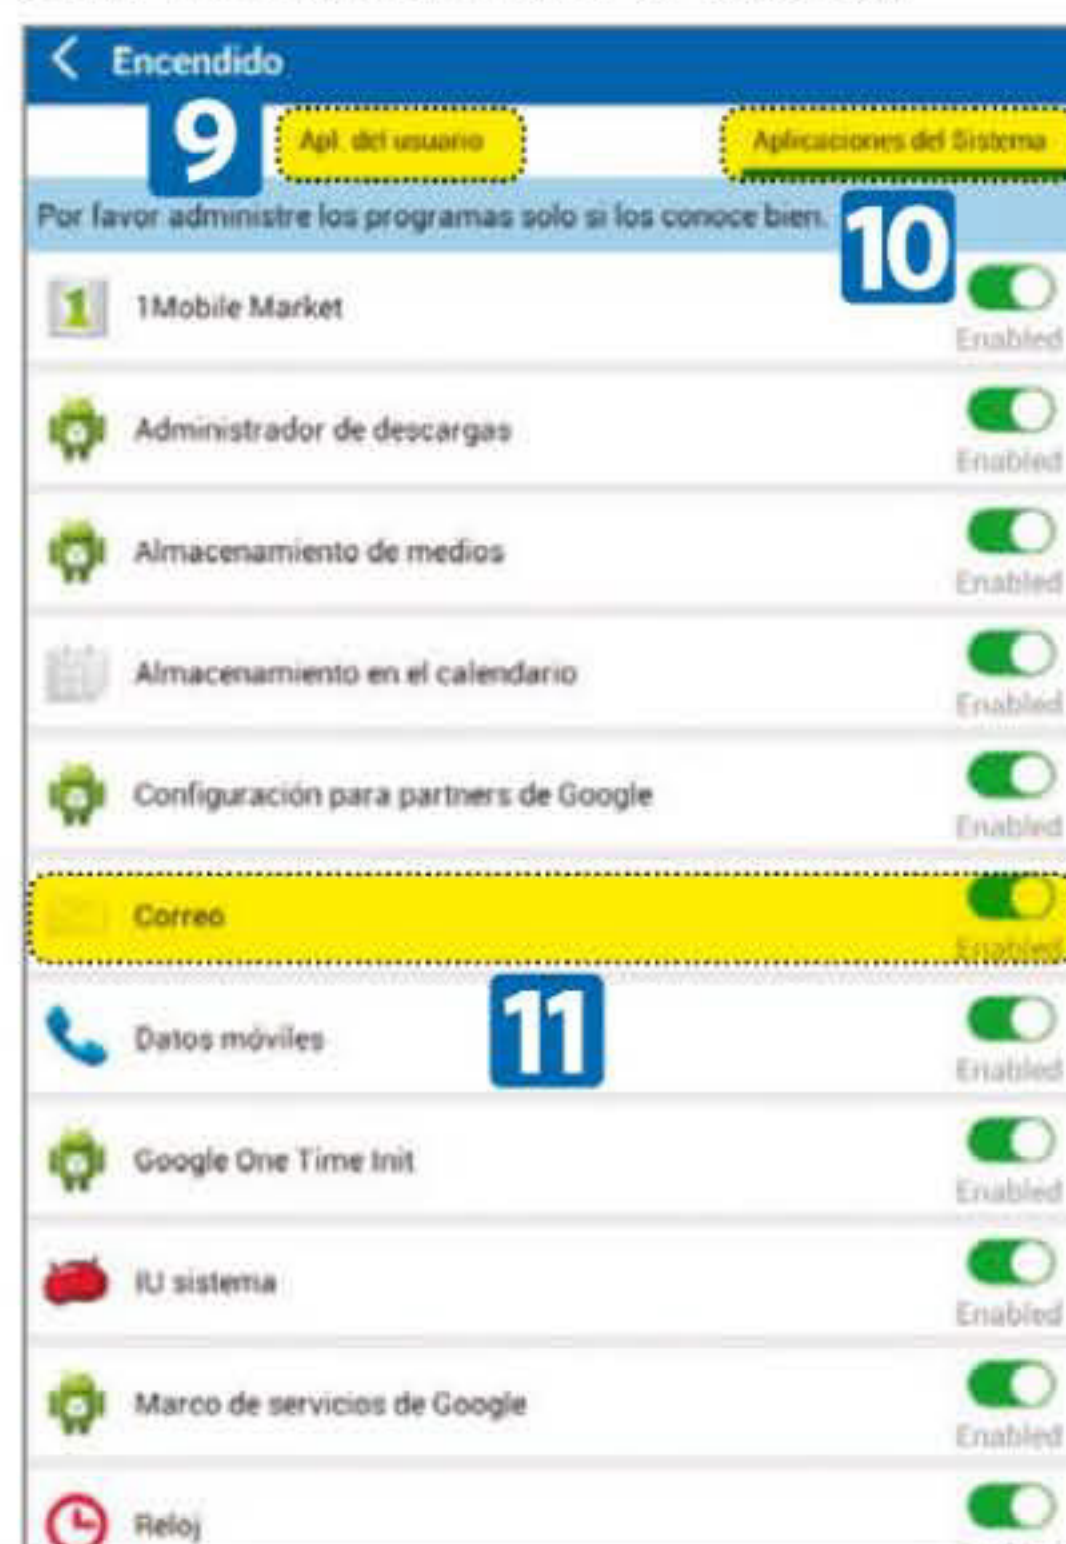 Encendido
9
Apl. del usuario
Aplicaciones del Sistema
Por favor administre los programas solo si los conoce bien.
10
1
1Mobile Market
Enabled
Administrador de descargas
Enabled
Almacenamiento de medios
Enabled
Almacenamiento en el calendario
Enabled
Configuración para partners de Google
Enabled
Correo
Enabled
11
Datos móviles
Enabled
Google One Time Init
Enabled
IU sistema
Enabled
Marco de servicios de Google
Enabled
Reloj